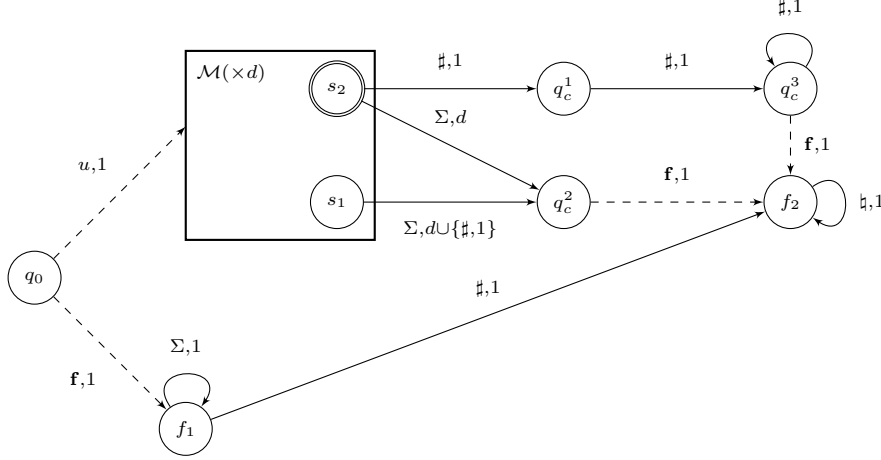 ♯,1
𝓜(×d)
s₂
♯,1
q_c^1
♯,1
q_c^3
Σ,d
u,1
f,1
s₁
q_c^2
f,1
f₂
♮,1
Σ,d∪{♯,1}
q₀
♯,1
Σ,1
f,1
f₁